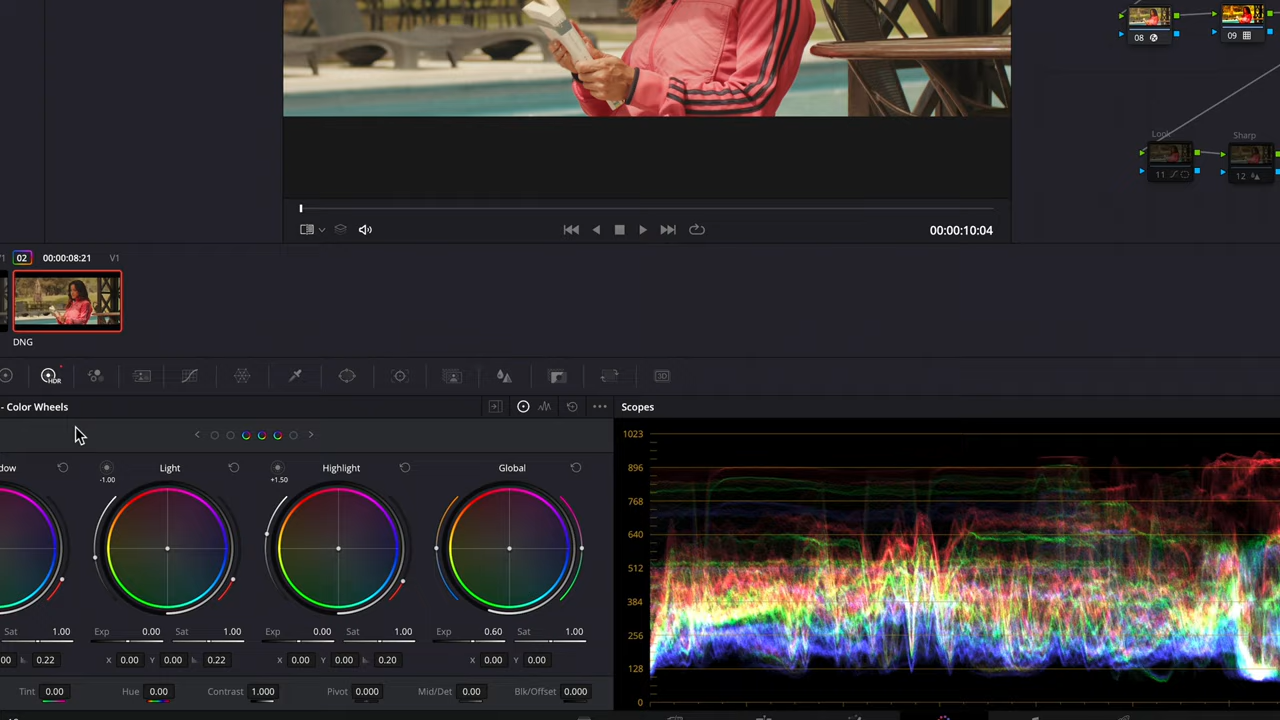 08
09
Look
Sharp
11
12
00:00:10:04
02 00:00:08:21 V1
DNG
HDR
3D
- Color Wheels
Scopes
dow
Light
Highlight
Global
-1.00
+1.50
Sat 1.00
Exp 0.00 Sat 1.00
Exp 0.00 Sat 1.00
Exp 0.60 Sat 1.00
00 0.22
X 0.00 Y 0.00 0.22
X 0.00 Y 0.00 0.20
X 0.00 Y 0.00
Tint 0.00 Hue 0.00 Contrast 1.000 Pivot 0.000 Mid/Det 0.00 Blk/Offset 0.000
1023
896
768
640
512
384
256
128
0